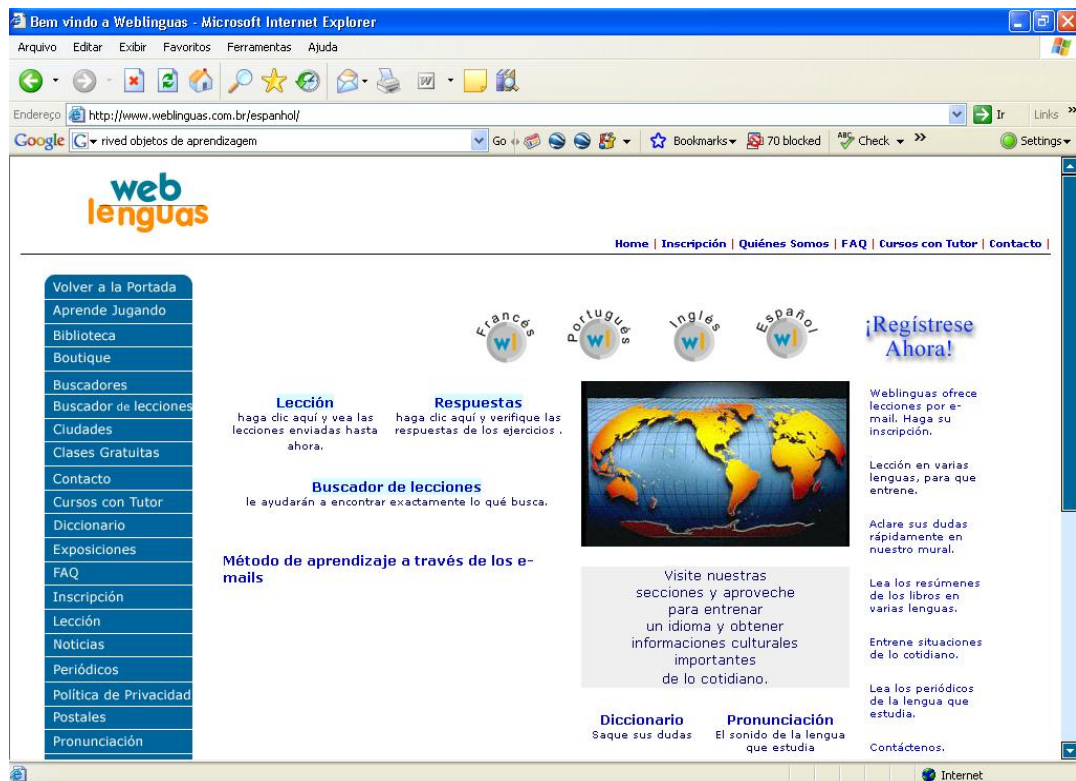 Bem vindo a Weblinguas - Microsoft Internet Explorer
Arquivo Editar Exibir Favoritos Ferramentas Ajuda
Endereço http://www.weblinguas.com.br/espanhol/ Ir Links »
Google G rived objetos de aprendizagem Go Bookmarks 70 blocked ABC Check » Settings
web
lenguas
Home | Inscripción | Quiénes Somos | FAQ | Cursos con Tutor | Contacto |
Volver a la Portada
Aprende Jugando
Biblioteca
Boutique
Buscadores
Buscador de lecciones
Ciudades
Clases Gratuitas
Contacto
Cursos con Tutor
Diccionario
Exposiciones
FAQ
Inscripción
Lección
Noticias
Periódicos
Política de Privacidad
Postales
Pronunciación
Francés wl
Portugués wl
Inglés wl
Español wl
Lección
haga clic aquí y vea las
lecciones enviadas hasta
ahora.
Respuestas
haga clic aquí y verifique las
respuestas de los ejercicios .
Buscador de lecciones
le ayudarán a encontrar exactamente lo qué busca.
Método de aprendizaje a través de los e-
mails
Visite nuestras
secciones y aproveche
para entrenar
un idioma y obtener
informaciones culturales
importantes
de lo cotidiano.
Diccionario
Saque sus dudas
Pronunciación
El sonido de la lengua
que estudia
¡Regístrese
Ahora!
Weblinguas ofrece
lecciones por e-
mail. Haga su
inscripción.
Lección en varias
lenguas, para que
entrene.
Aclare sus dudas
rápidamente en
nuestro mural.
Lea los resúmenes
de los libros en
varias lenguas.
Entrene situaciones
de lo cotidiano.
Lea los periódicos
de la lengua que
estudia.
Contáctenos.
Internet